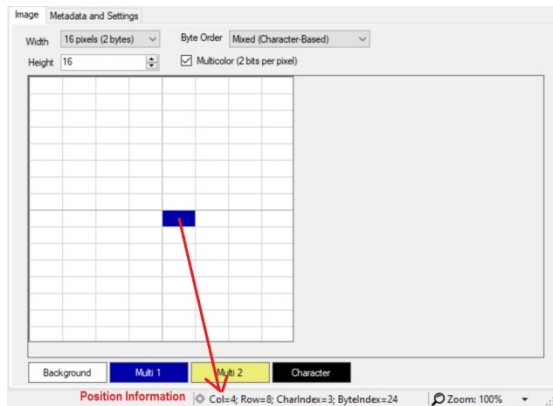 Image Metadata and Settings
Width 16 pixels (2 bytes) Byte Order Mixed (Character-Based)
Height 16 Multicolor (2 bits per pixel)
Background Multi 1 Multi 2 Character
Position Information Col=4; Row=8; CharIndex=3; ByteIndex=24 Zoom: 100%